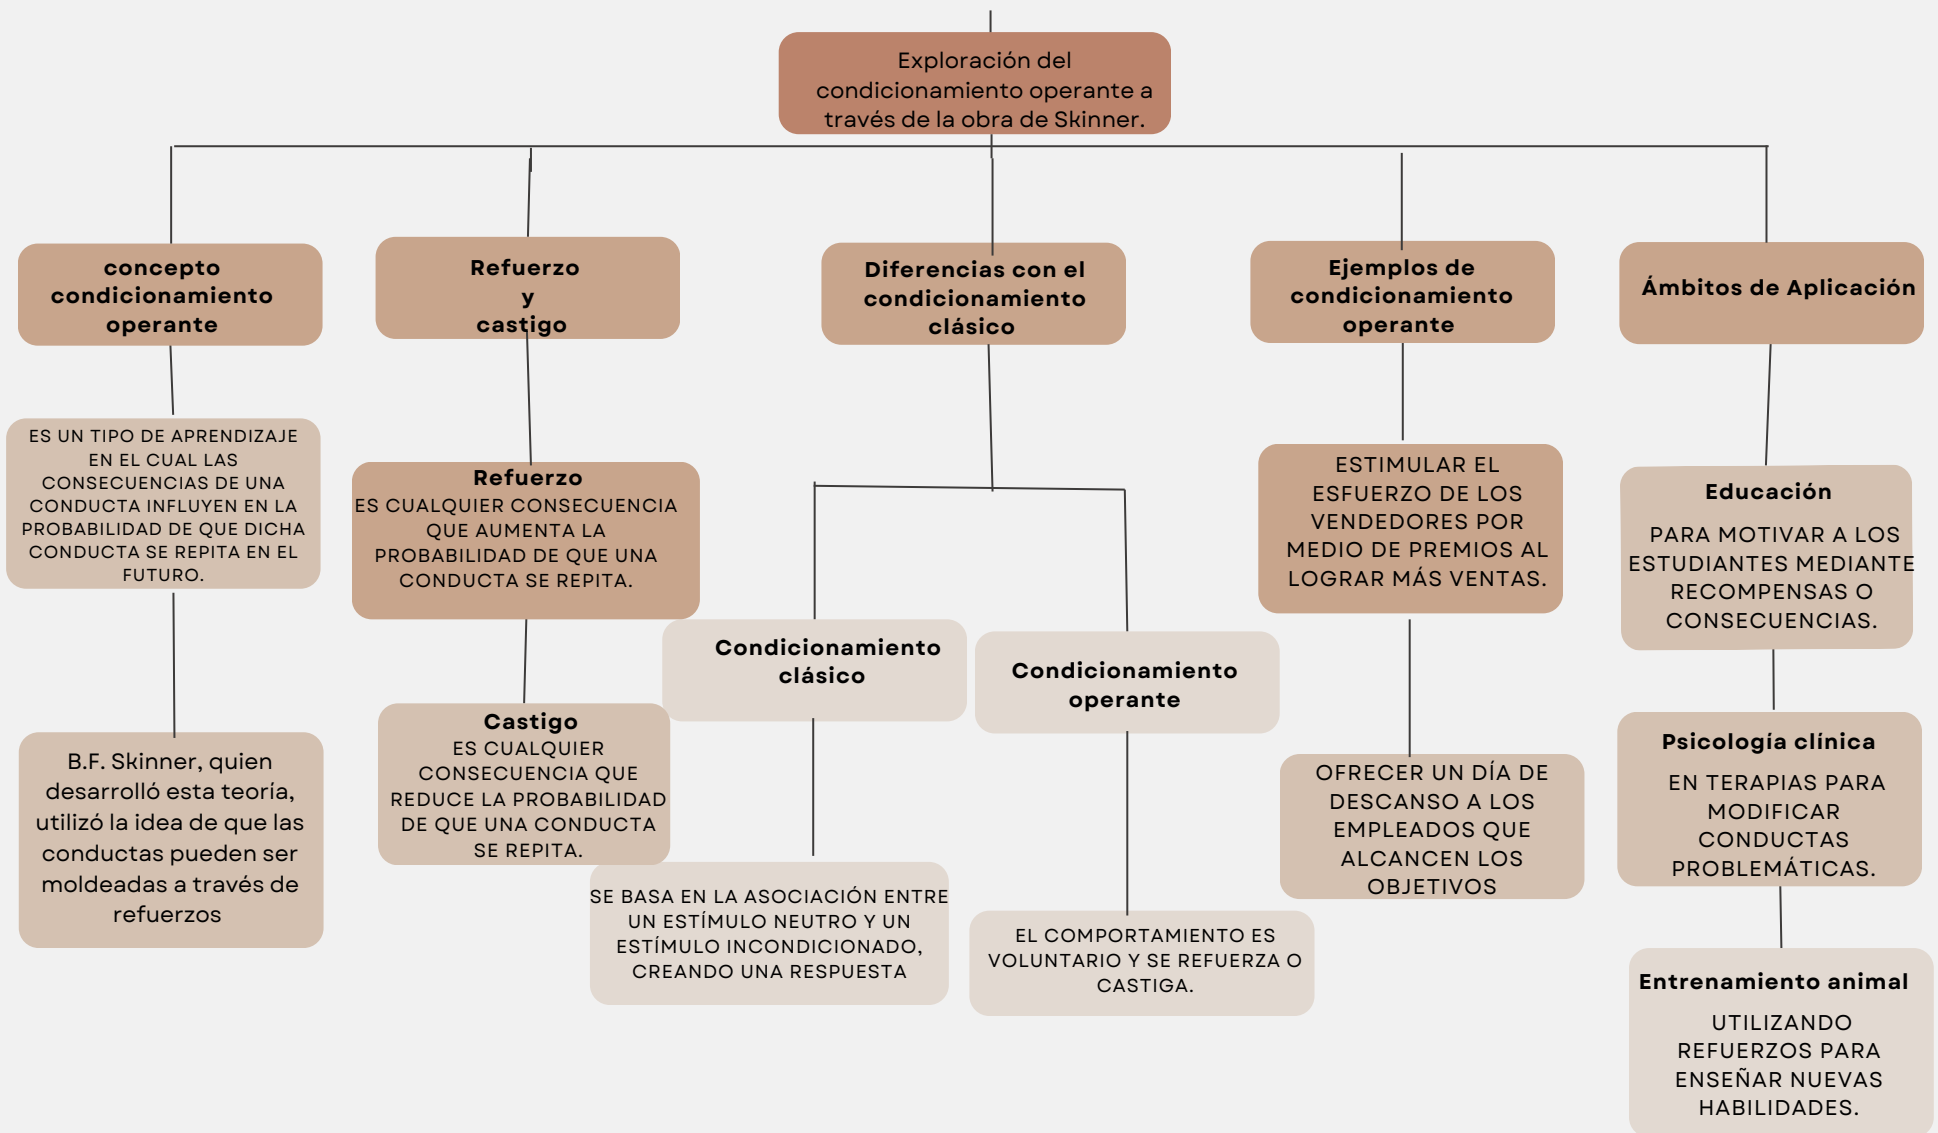 Exploración del
condicionamiento operante a
través de la obra de Skinner.
concepto
condicionamiento
operante
ES UN TIPO DE APRENDIZAJE
EN EL CUAL LAS
CONSECUENCIAS DE UNA
CONDUCTA INFLUYEN EN LA
PROBABILIDAD DE QUE DICHA
CONDUCTA SE REPITA EN EL
FUTURO.
B.F. Skinner, quien
desarrolló esta teoría,
utilizó la idea de que las
conductas pueden ser
moldeadas a través de
refuerzos
Refuerzo
y
castigo
Refuerzo
ES CUALQUIER CONSECUENCIA
QUE AUMENTA LA
PROBABILIDAD DE QUE UNA
CONDUCTA SE REPITA.
Castigo
ES CUALQUIER
CONSECUENCIA QUE
REDUCE LA PROBABILIDAD
DE QUE UNA CONDUCTA
SE REPITA.
Diferencias con el
condicionamiento
clásico
Condicionamiento
clásico
SE BASA EN LA ASOCIACIÓN ENTRE
UN ESTÍMULO NEUTRO Y UN
ESTÍMULO INCONDICIONADO,
CREANDO UNA RESPUESTA
Condicionamiento
operante
EL COMPORTAMIENTO ES
VOLUNTARIO Y SE REFUERZA O
CASTIGA.
Ejemplos de
condicionamiento
operante
ESTIMULAR EL
ESFUERZO DE LOS
VENDEDORES POR
MEDIO DE PREMIOS AL
LOGRAR MÁS VENTAS.
OFRECER UN DÍA DE
DESCANSO A LOS
EMPLEADOS QUE
ALCANCEN LOS
OBJETIVOS
Ámbitos de Aplicación
Educación
PARA MOTIVAR A LOS
ESTUDIANTES MEDIANTE
RECOMPENSAS O
CONSECUENCIAS.
Psicología clínica
EN TERAPIAS PARA
MODIFICAR
CONDUCTAS
PROBLEMÁTICAS.
Entrenamiento animal
UTILIZANDO
REFUERZOS PARA
ENSEÑAR NUEVAS
HABILIDADES.